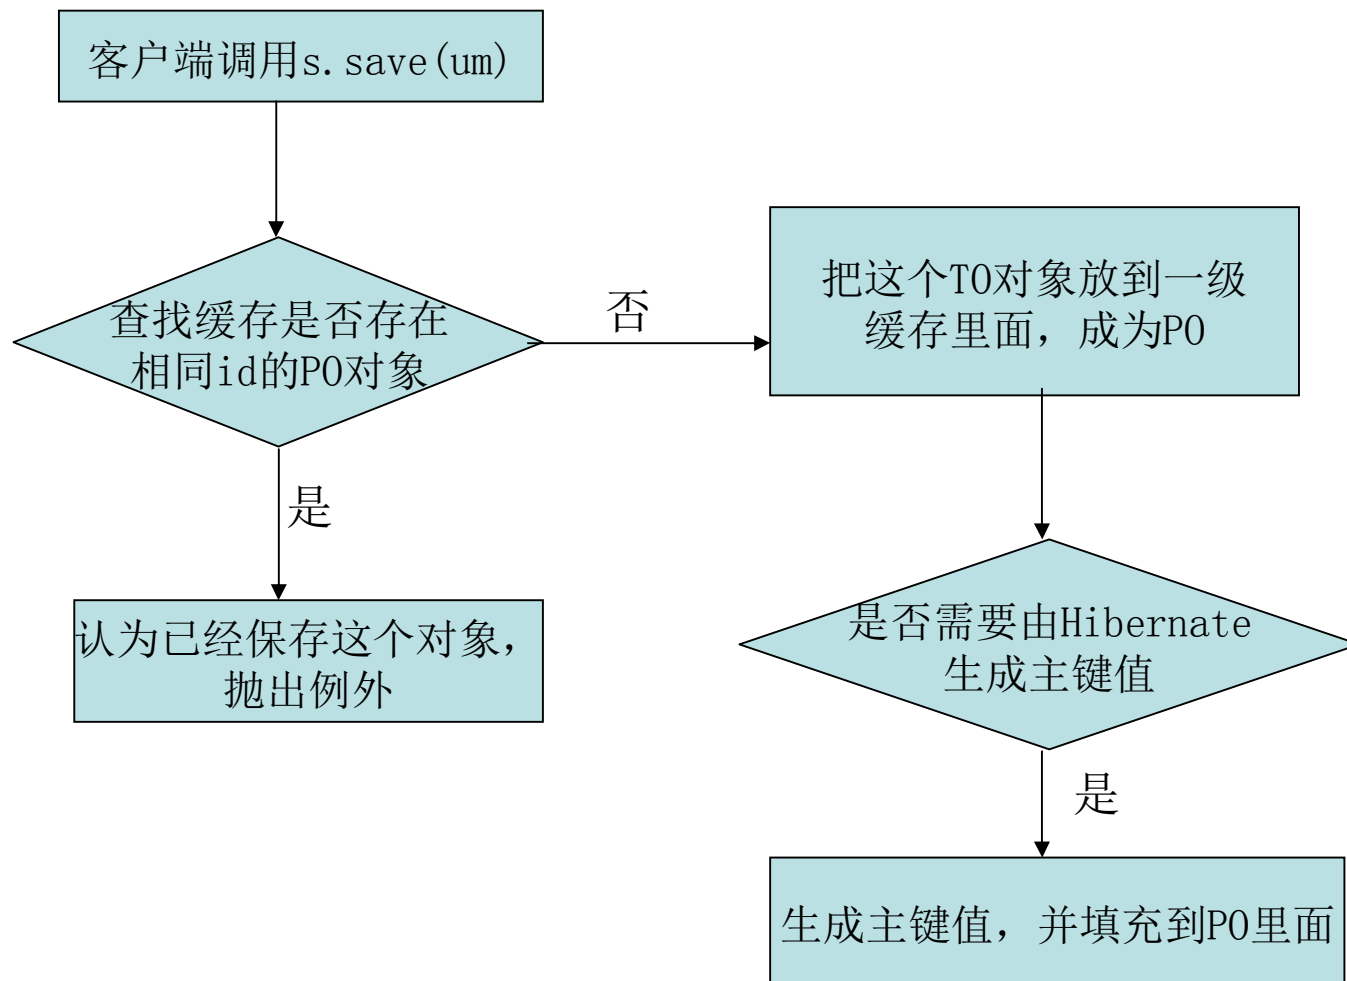 客户端调用s.save(um)
查找缓存是否存在
相同id的PO对象
否
把这个TO对象放到一级
缓存里面，成为PO
是
认为已经保存这个对象，
抛出例外
是否需要由Hibernate
生成主键值
是
生成主键值，并填充到PO里面